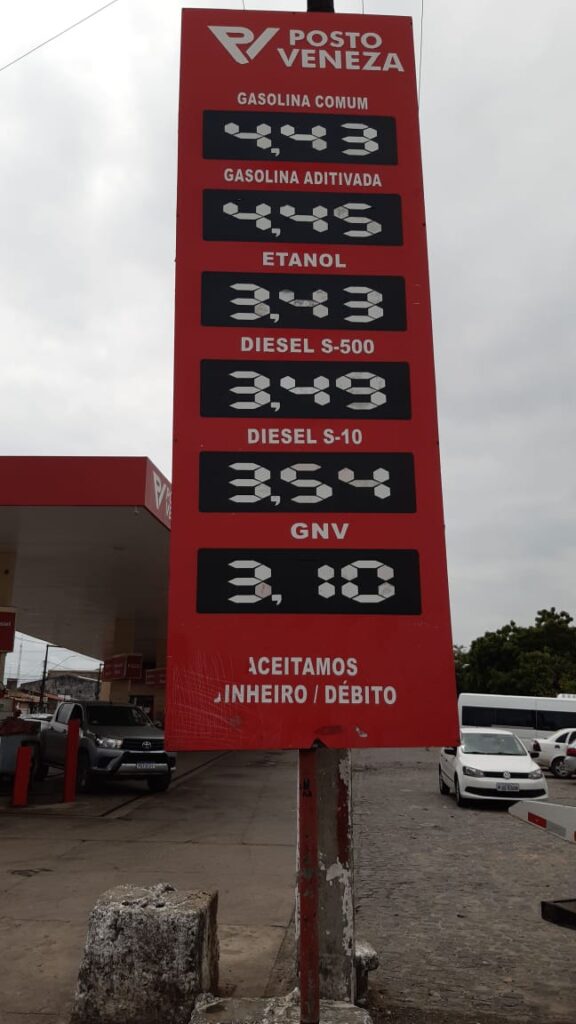 POSTO
VENEZA
GASOLINA COMUM
4,43
GASOLINA ADITIVADA
4,45
ETANOL
3,43
DIESEL S-500
3,49
DIESEL S-10
3,54
GNV
3,10
ACEITAMOS
INHEIRO / DÉBITO